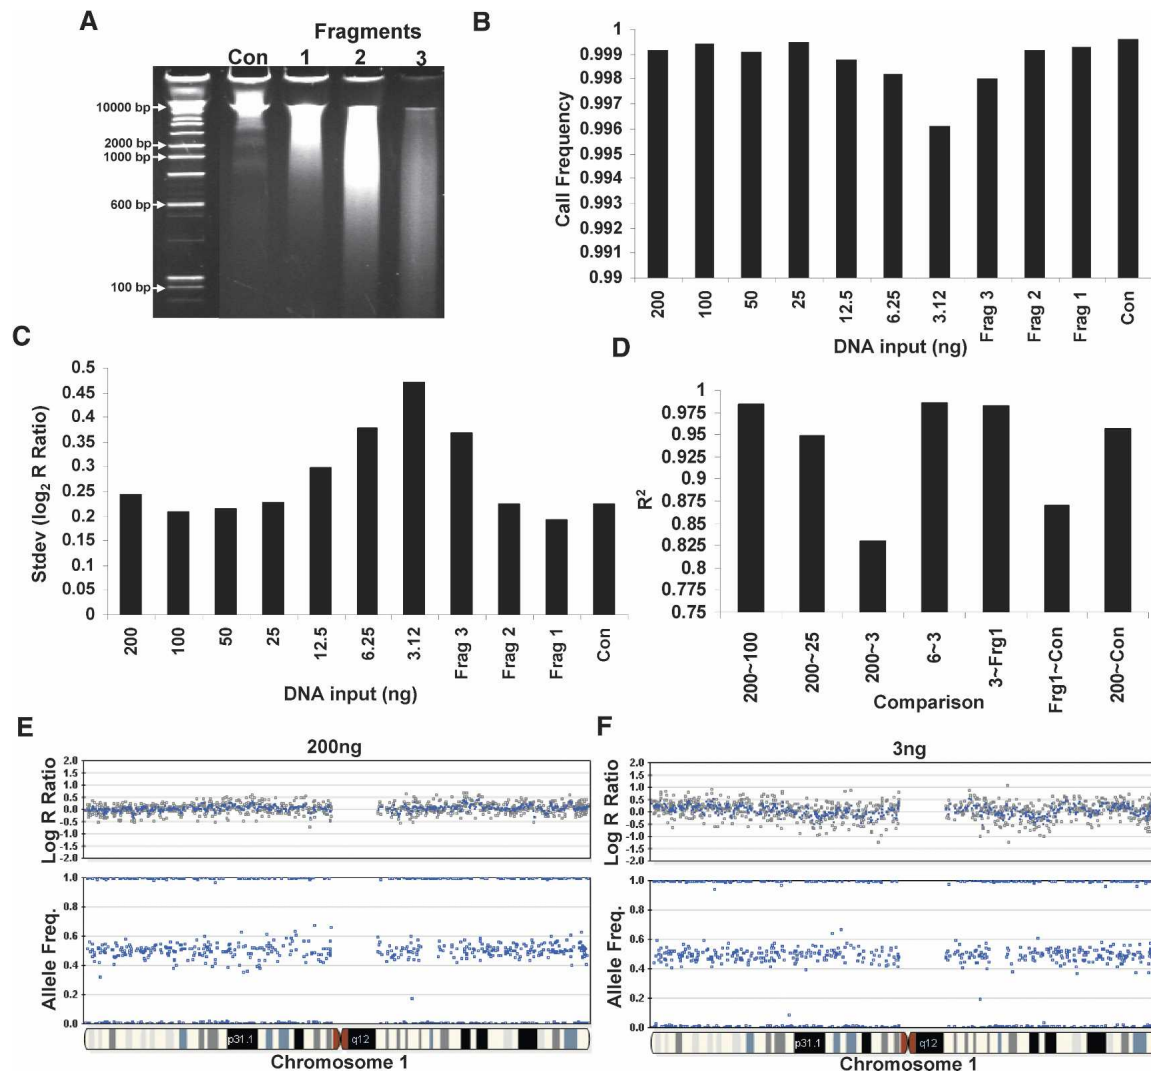 A
Fragments
Con 1 2 3
10000 bp
2000 bp
1000 bp
600 bp
100 bp
B
Call Frequency
1
0.999
0.998
0.997
0.996
0.995
0.994
0.993
0.992
0.991
0.99
200
100
50
25
12.5
6.25
3.12
Frag 3
Frag 2
Frag 1
Con
DNA input (ng)
C
Stdev (log2 R Ratio)
0.5
0.45
0.4
0.35
0.3
0.25
0.2
0.15
0.1
0.05
0
200
100
50
25
12.5
6.25
3.12
Frag 3
Frag 2
Frag 1
Con
DNA input (ng)
D
R2
1
0.975
0.95
0.925
0.9
0.875
0.85
0.825
0.8
0.775
0.75
200~100
200~25
200~3
6~3
3~Frg1
Frg1~Con
200~Con
Comparison
E
200ng
Log R Ratio
2.0
1.5
1.0
0.5
0.0
-0.5
-1.0
-1.5
-2.0
Allele Freq.
1.0
0.8
0.6
0.4
0.2
0.0
p31.1 q12
Chromosome 1
F
3ng
Log R Ratio
2.0
1.5
1.0
0.5
0.0
-0.5
-1.0
-1.5
-2.0
Allele Freq.
1.0
0.8
0.6
0.4
0.2
0.0
p31.1 q12
Chromosome 1